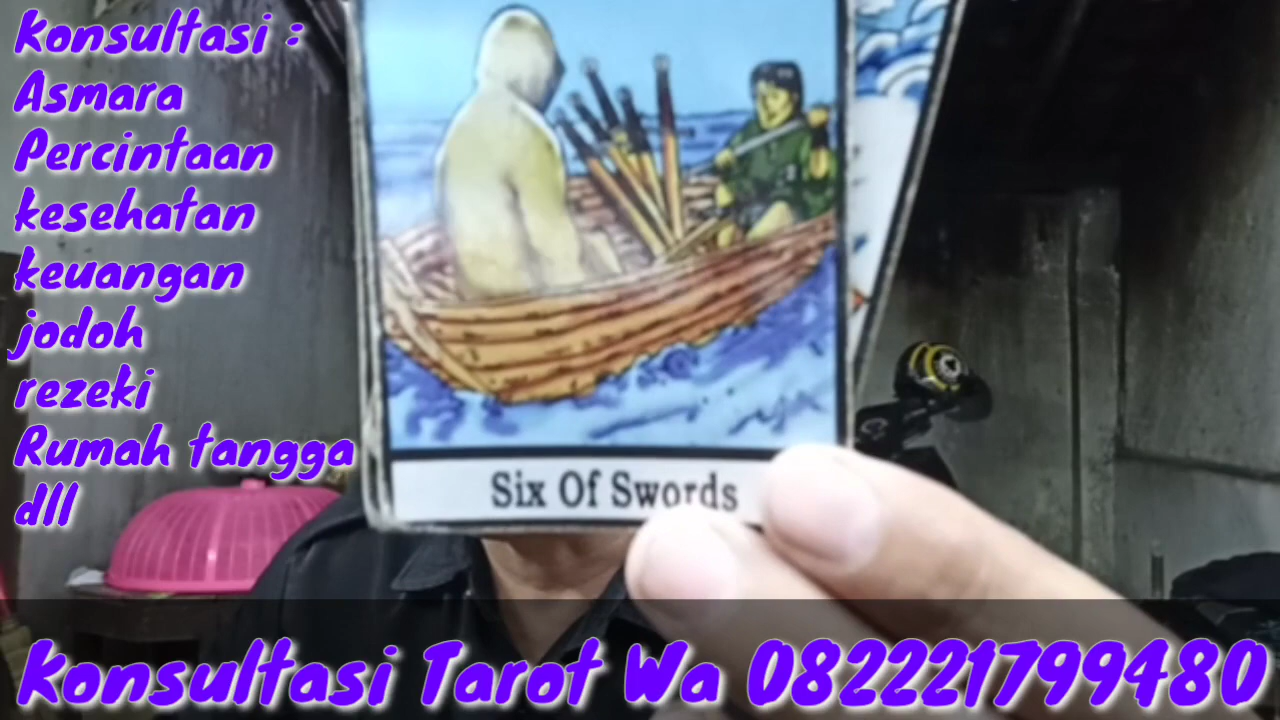 Konsultasi :
Asmara
Percintaan
kesehatan
keuangan
jodoh
rezeki
Rumah tangga
dll
Six Of Swords
Konsultasi Tarot Wa 082221799480